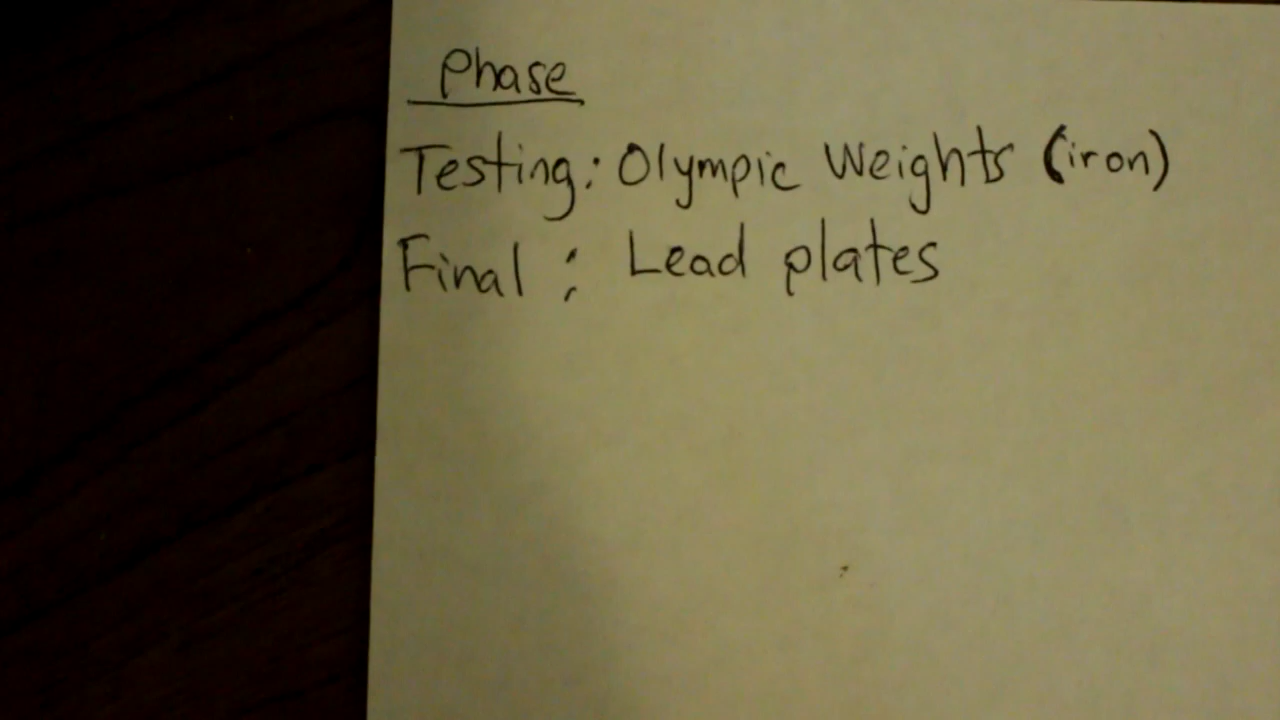 Phase
Testing: Olympic Weights (iron)
Final : Lead plates